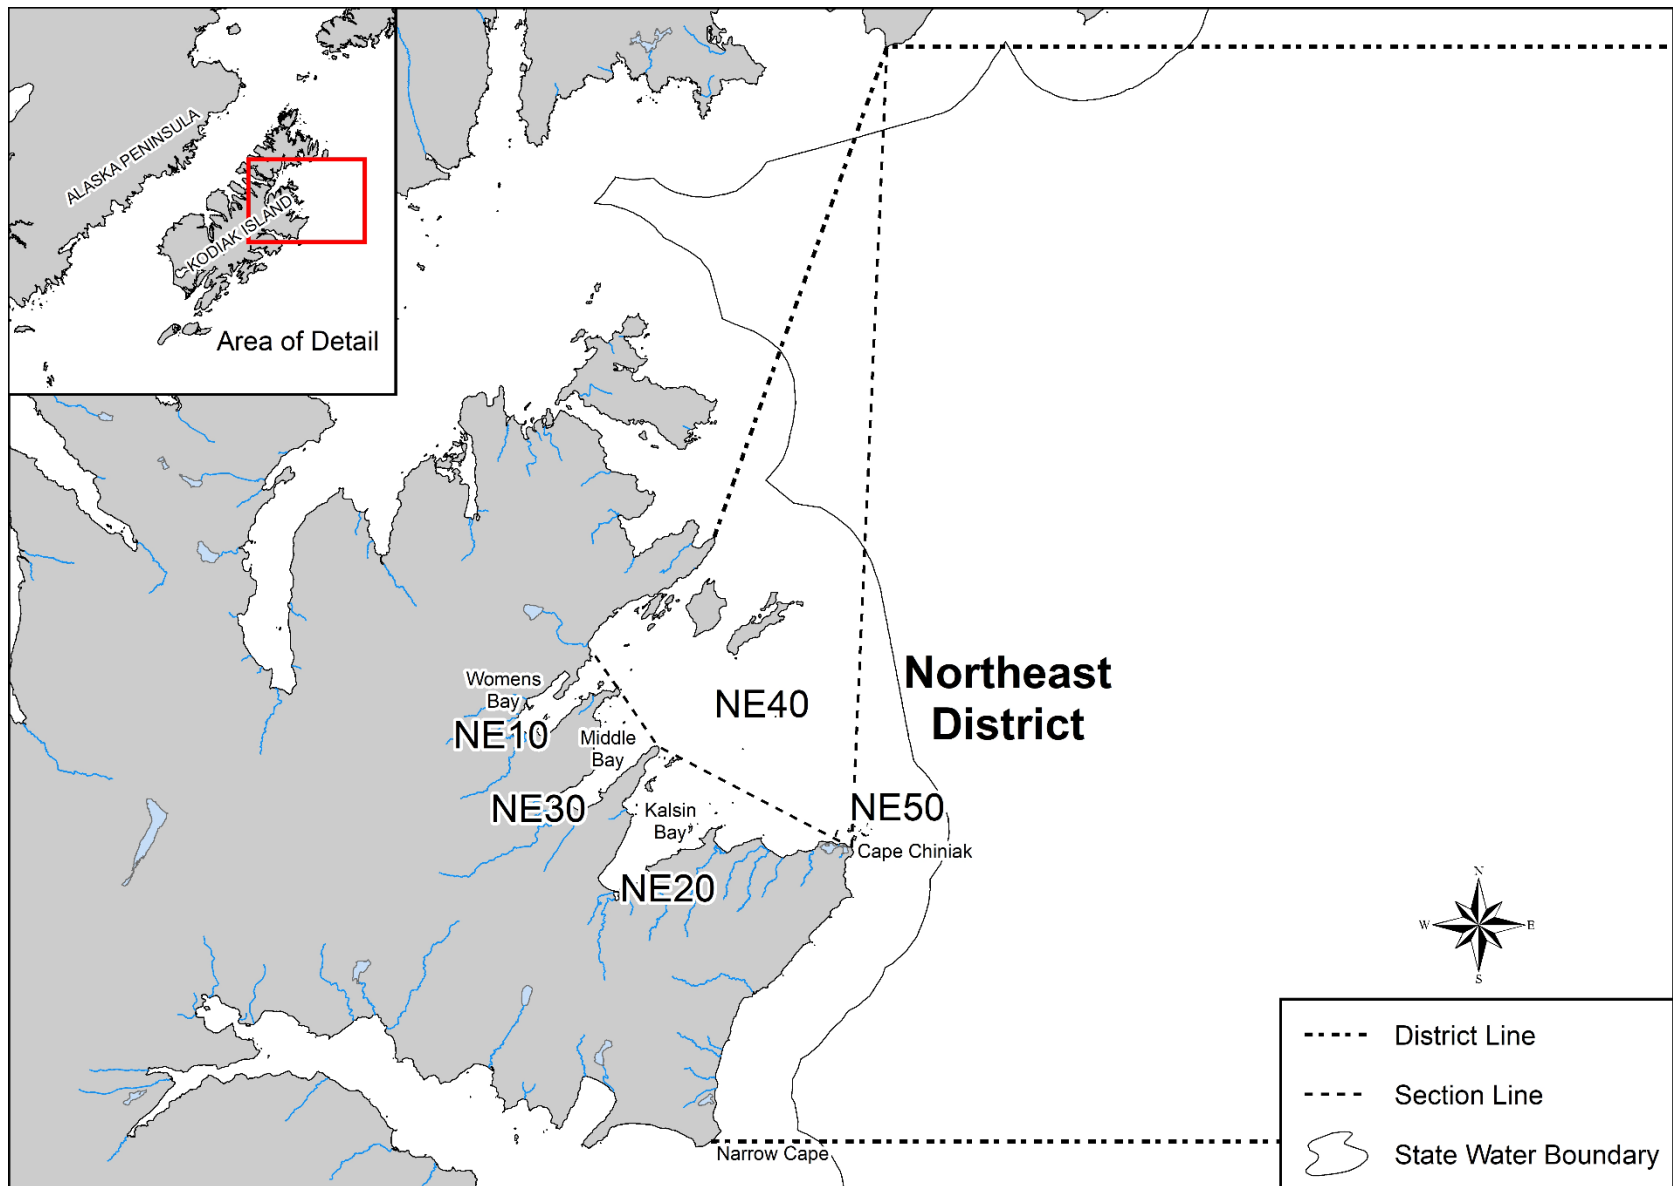 ALASKA PENINSULA
KODIAK ISLAND
Area of Detail
Womens
Bay
NE10
Middle
Bay
NE30
Kalsin
Bay
NE20
NE40
Northeast
District
NE50
Cape Chiniak
Narrow Cape
N
W
E
S
District Line
Section Line
State Water Boundary